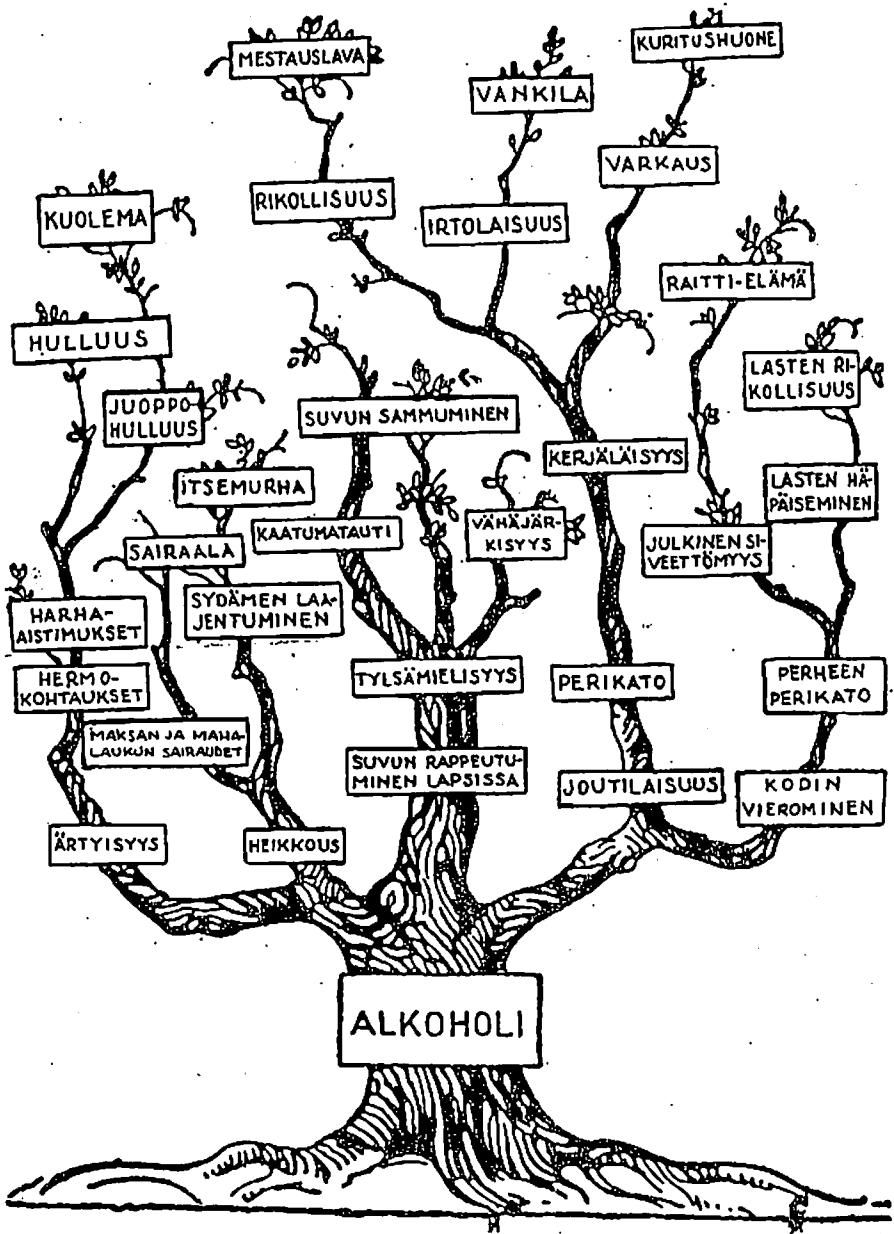 MESTAUSLAVA
VANKILA
KURITUSHUONE
RIKOLLISUUS
IRTOLAISUUS
VARKAUS
KUOLEMA
RAITTI-ELÄMÄ
HULLUUS
LASTEN RI-
KOLLISUUS
JUOPPO-
HULLUUS
SUVUN SAMMUMINEN
KERJÄLÄISYYS
LASTEN HÄ-
PÄISEMINEN
ITSEMURHA
KAATUMATAUTI
VÄHÄJÄR-
KISYYS
JULKINEN SI-
VEETTÖMYYS
SAIRAALA
SYDÄMEN LAA-
JENTUMINEN
HARHA-
AISTIMUKSET
HERMO-
KOHTAUKSET
TYLSÄMIELISYYS
PERIKATO
PERHEEN
PERIKATO
MAKSAN JA MAHA-
LAUKUN SAIRAUDET
SUVUN RAPPEUTU-
MINEN LAPSISSA
JOUTILAISUUS
KODIN
VIEROMINEN
ÄRTYISYYS
HEIKKOUS
ALKOHOLI